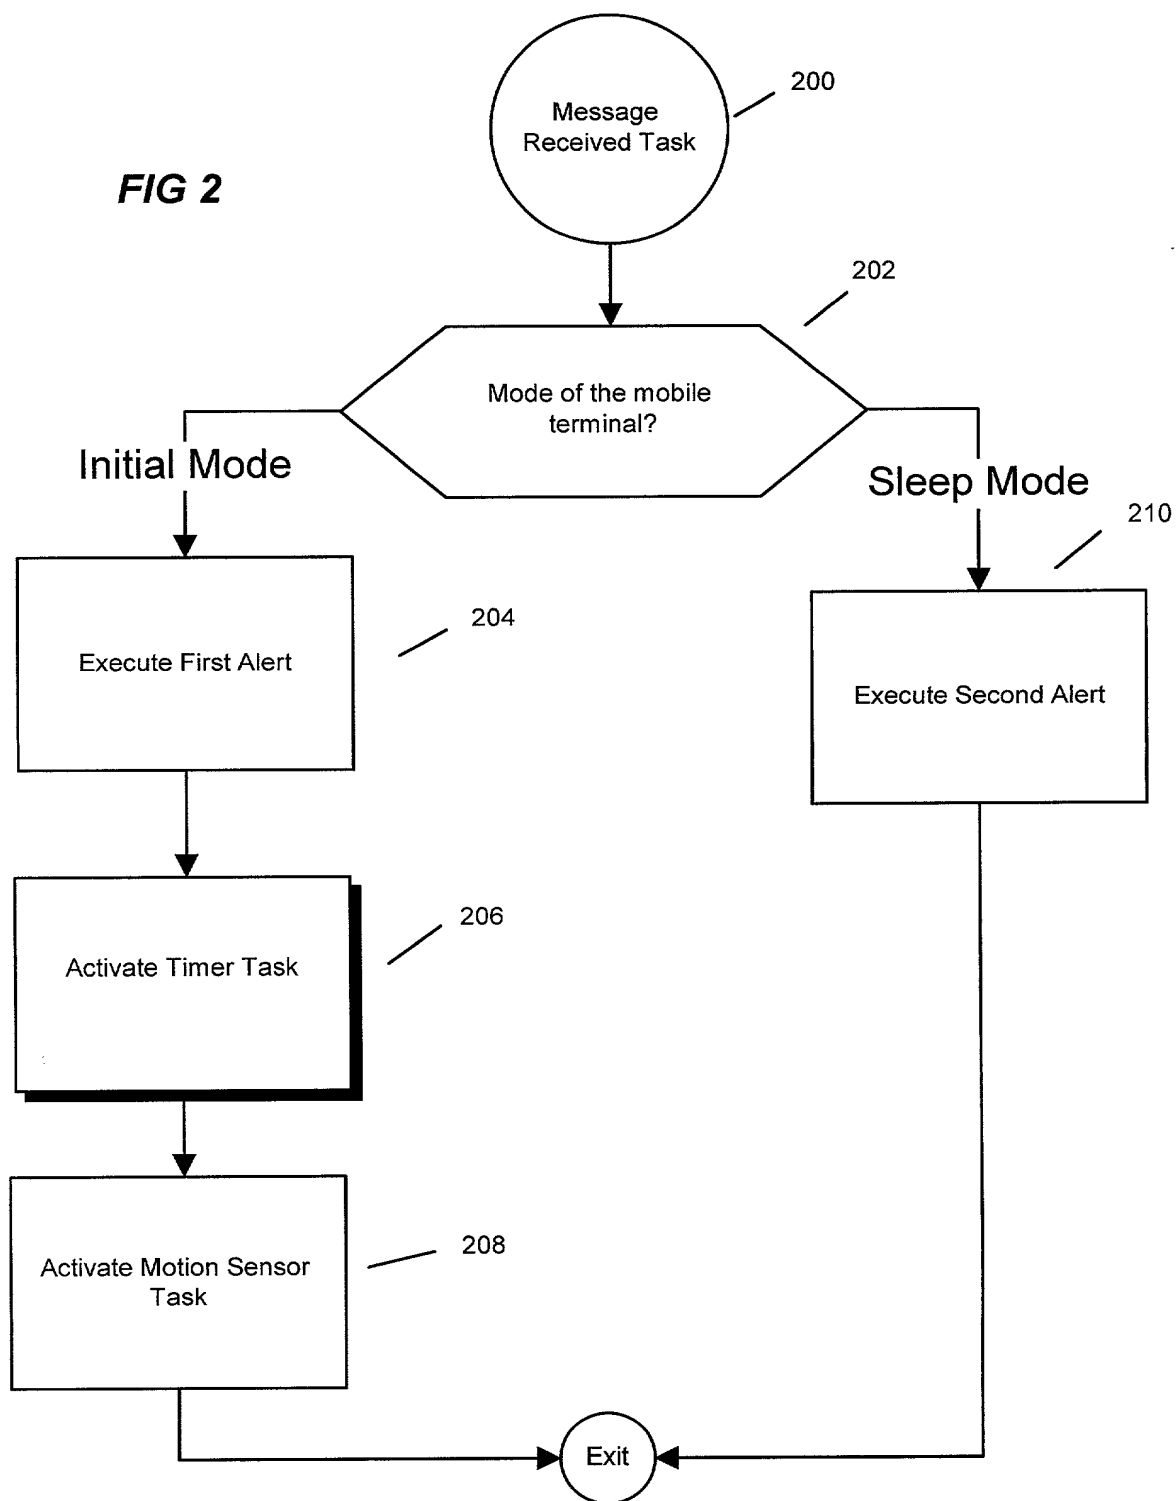 Message
Received Task
200
FIG 2
202
Mode of the mobile
terminal?
Initial Mode
Sleep Mode
210
204
Execute First Alert
Execute Second Alert
206
Activate Timer Task
208
Activate Motion Sensor
Task
Exit